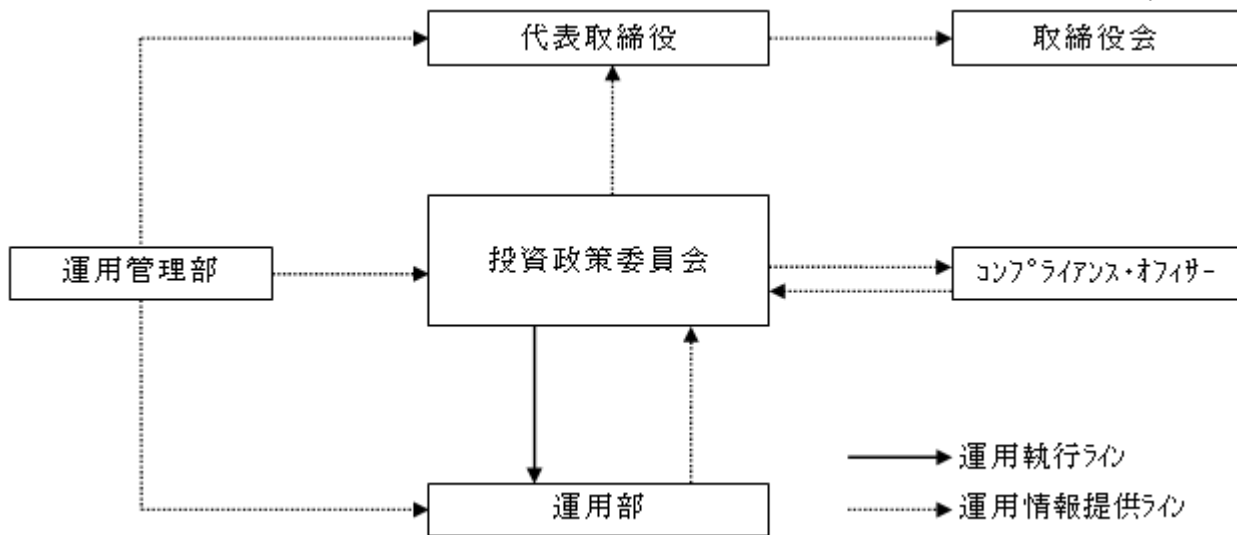 代表取締役
取締役会
運用管理部
投資政策委員会
ｺﾝﾌﾟﾗｲｱﾝｽ・ｵﾌｨｻｰ
運用執行ﾗｲﾝ
運用部
運用情報提供ﾗｲﾝ